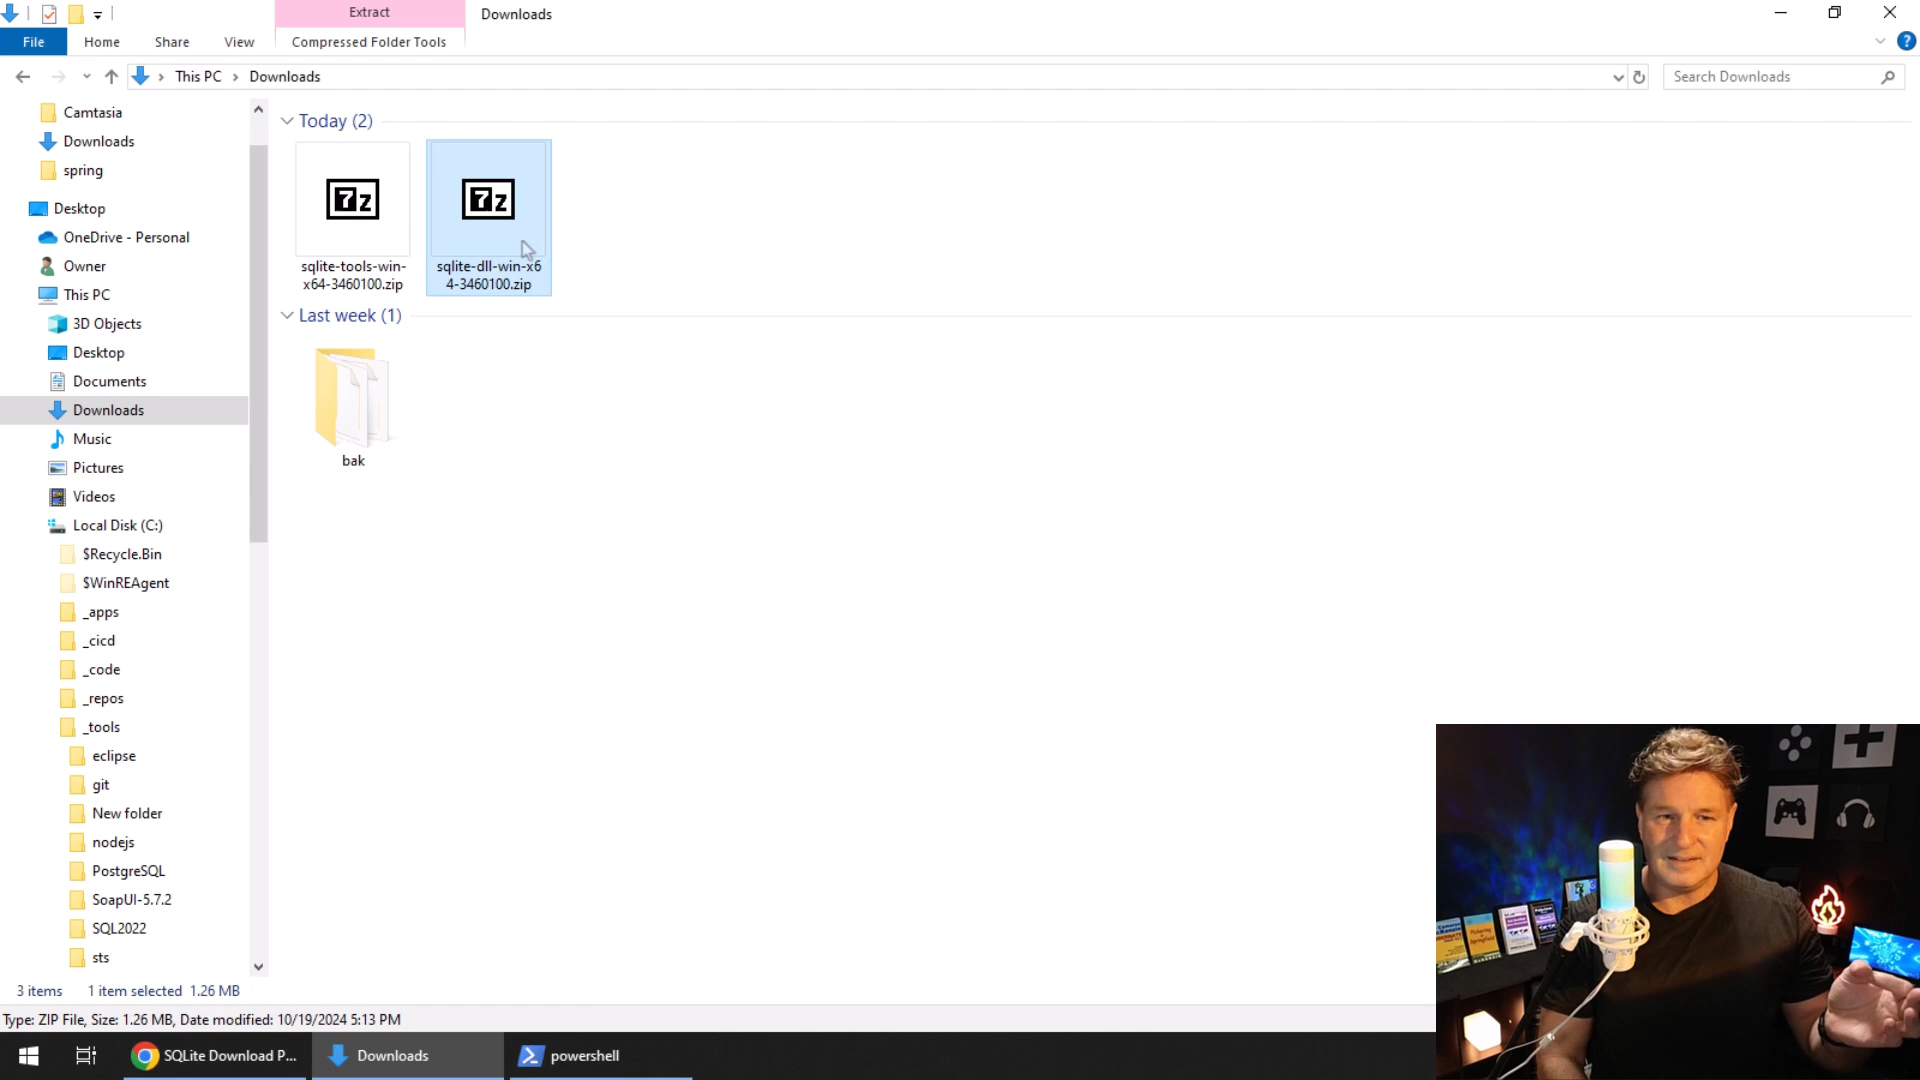 Extract
Downloads
File
Home
Share
View
Compressed Folder Tools
This PC
Downloads
Search Downloads
Camtasia
Downloads
spring
Desktop
OneDrive - Personal
Owner
This PC
3D Objects
Desktop
Documents
Downloads
Music
Pictures
Videos
Local Disk (C:)
$Recycle.Bin
$WinREAgent
_apps
_cicd
_code
_repos
_tools
eclipse
git
New folder
nodejs
PostgreSQL
SoapUI-5.7.2
SQL2022
sts
Today (2)
7z
7z
sqlite-tools-win-
x64-3460100.zip
sqlite-dll-win-x6
4-3460100.zip
Last week (1)
bak
3 items 1 item selected 1.26 MB
Type: ZIP File, Size: 1.26 MB, Date modified: 10/19/2024 5:13 PM
SQLite Download P...
Downloads
powershell